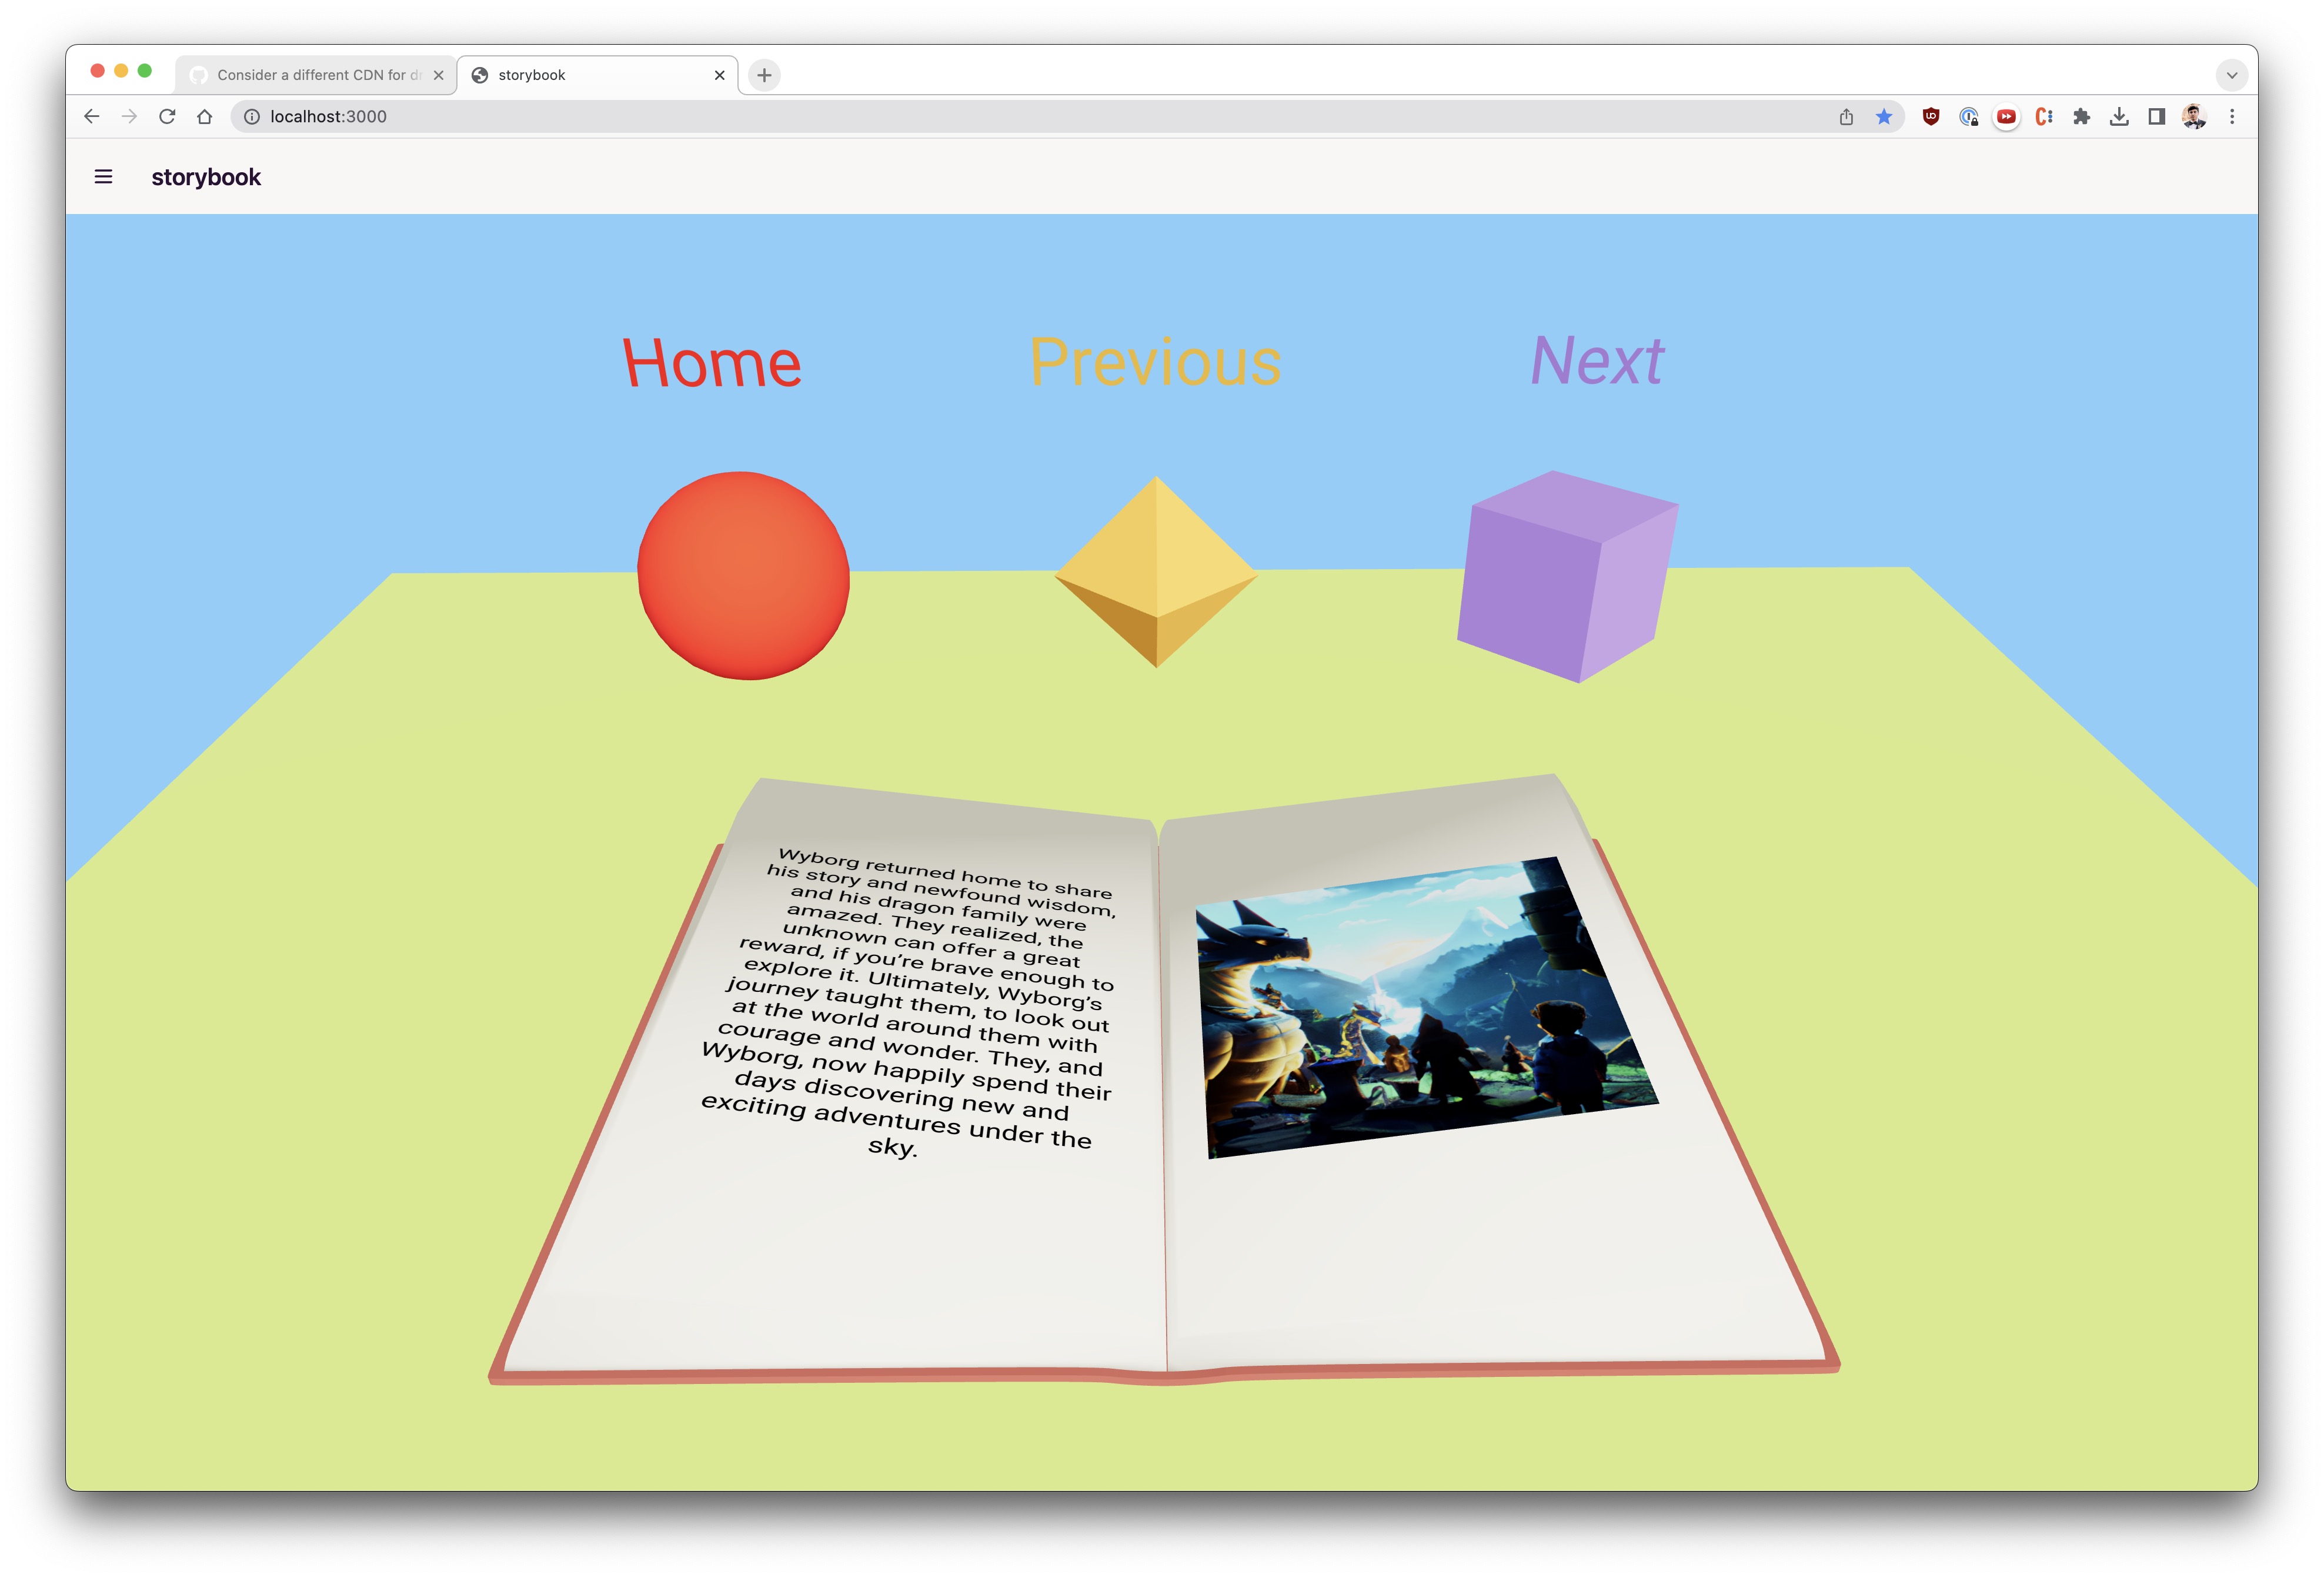 Consider a different CDN for dr
storybook
localhost:3000
storybook
Home
Previous
Next
Wyborg returned home to share
his story and newfound wisdom,
and his dragon family were
amazed. They realized, the
unknown can offer a great
reward, if you’re brave enough to
explore it. Ultimately, Wyborg’s
journey taught them, to look out
at the world around them with
courage and wonder. They, and
Wyborg, now happily spend their
days discovering new and
exciting adventures under the
sky.